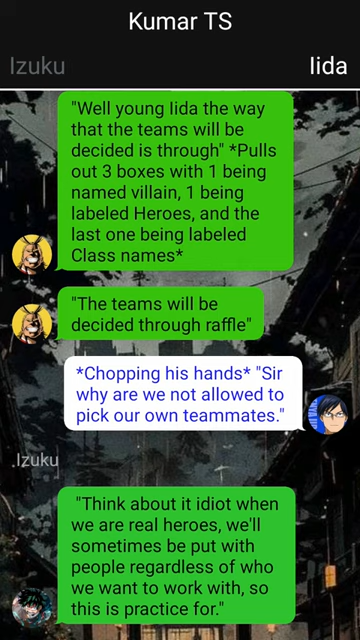 Kumar TS
Izuku
Iida
"Well young Iida the way
that the teams will be
decided is through" *Pulls
out 3 boxes with 1 being
named villain, 1 being
labeled Heroes, and the
last one being labeled
Class names*
"The teams will be
decided through raffle"
*Chopping his hands* "Sir
why are we not allowed to
pick our own teammates."
Izuku
"Think about it idiot when
we are real heroes, we'll
sometimes be put with
people regardless of who
we want to work with, so
this is practice for."